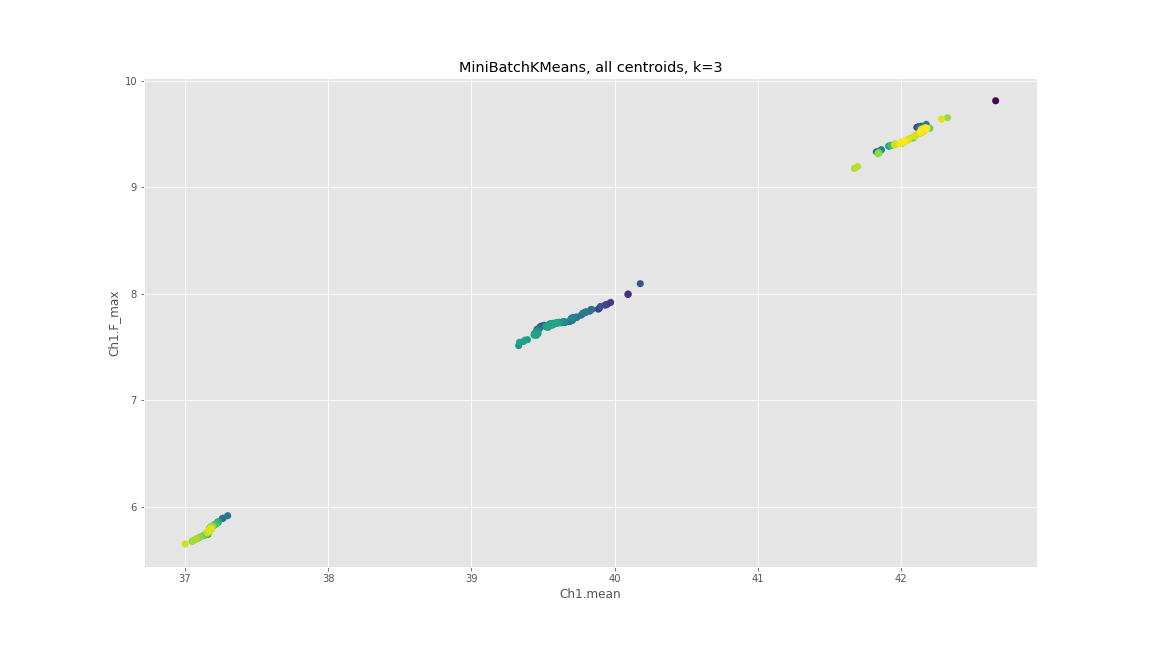 MiniBatchKMeans, all centroids, k=3
10
9
8
7
6
Ch1.F_max
37 38 39 40 41 42
Ch1.mean